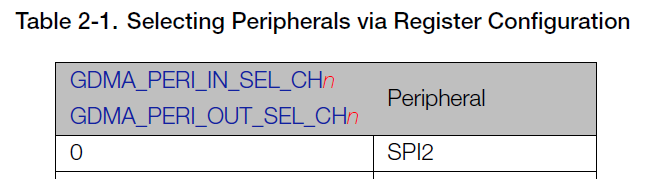 Table 2-1. Selecting Peripherals via Register Configuration
GDMA_PERI_IN_SEL_CHn
GDMA_PERI_OUT_SEL_CHn
Peripheral
0
SPI2